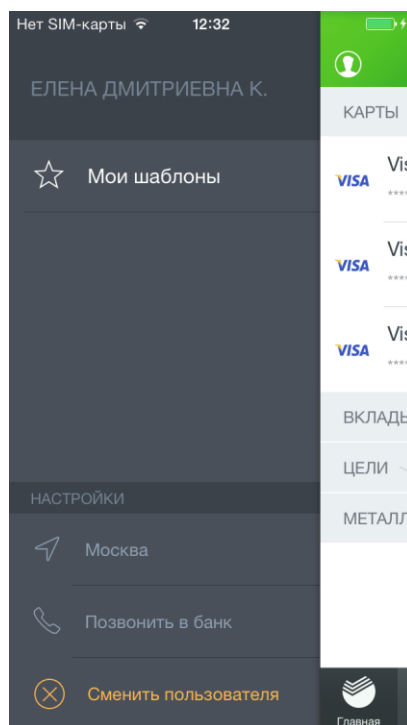 Нет SIM-карты 12:32
ЕЛЕНА ДМИТРИЕВНА К.
КАРТЫ
Мои шаблоны
VISA
****
VISA
****
VISA
****
НАСТРОЙКИ
ЦЕЛИ
Москва
Позвонить в банк
Сменить пользователя
Главная